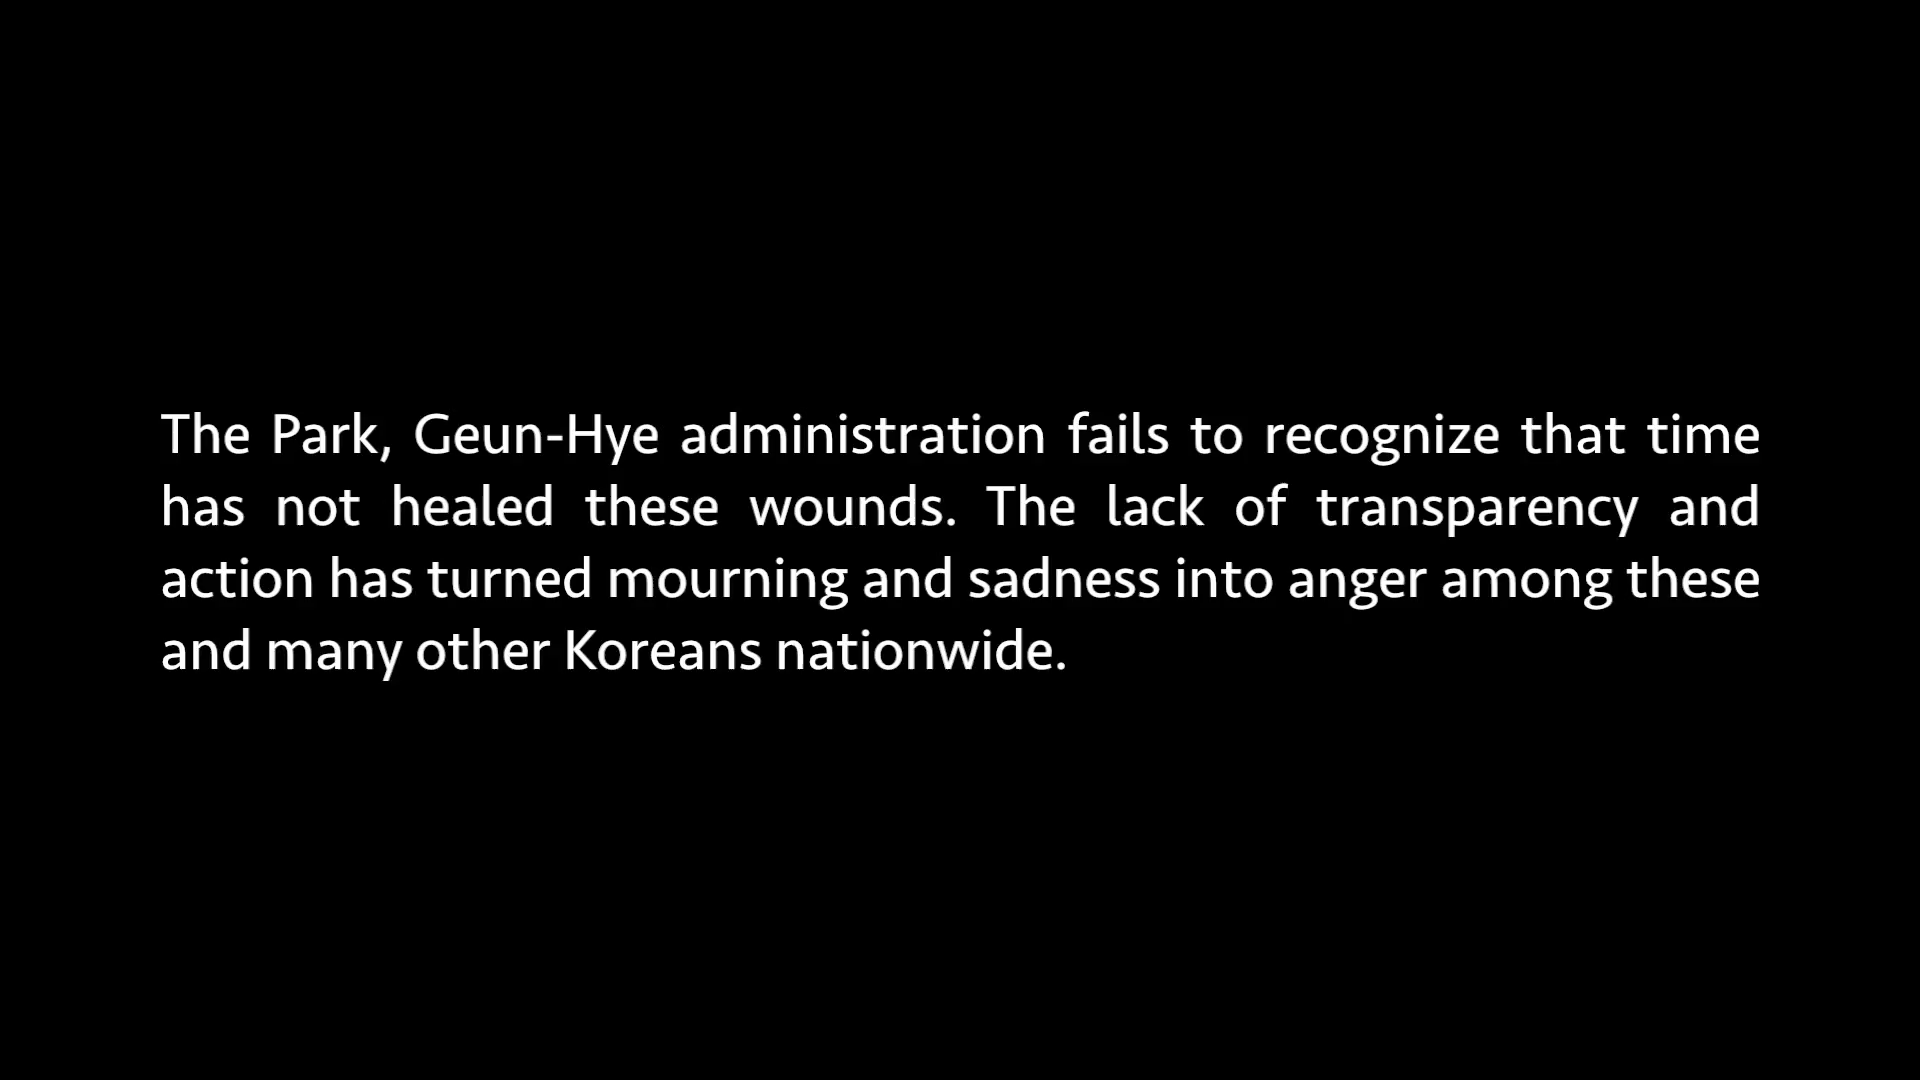 The Park, Geun-Hye administration fails to recognize that time
has not healed these wounds. The lack of transparency and
action has turned mourning and sadness into anger among these
and many other Koreans nationwide.